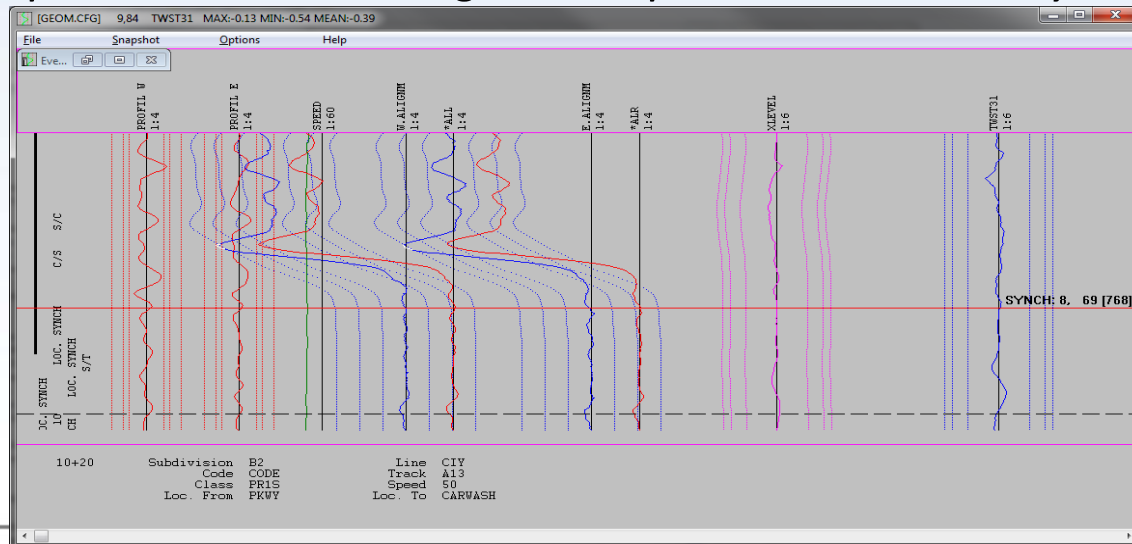 [GEOM.CFG] 9,84 TWST31 MAX:-0.13 MIN:-0.54 MEAN:-0.39
File Snapshot Options Help
Eve...
PROFIL W 1:4
PROFIL E 1:4
SPEED 1:60
W.ALIGNM 1:4
*ALL 1:4
E.ALIGNM 1:4
*ALR 1:4
XLEVEL 1:6
TWST31 1:6
S/C
C/S
SYNCH: 8, 69 [768]
LOC. SYNCH
LOC. SYNCH
S/T
OC. SYNCH
10
CH
10+20 Subdivision B2 Line CIY
Code CODE Track A13
Class PR1S Speed 50
Loc. From PKWY Loc. To CARWASH